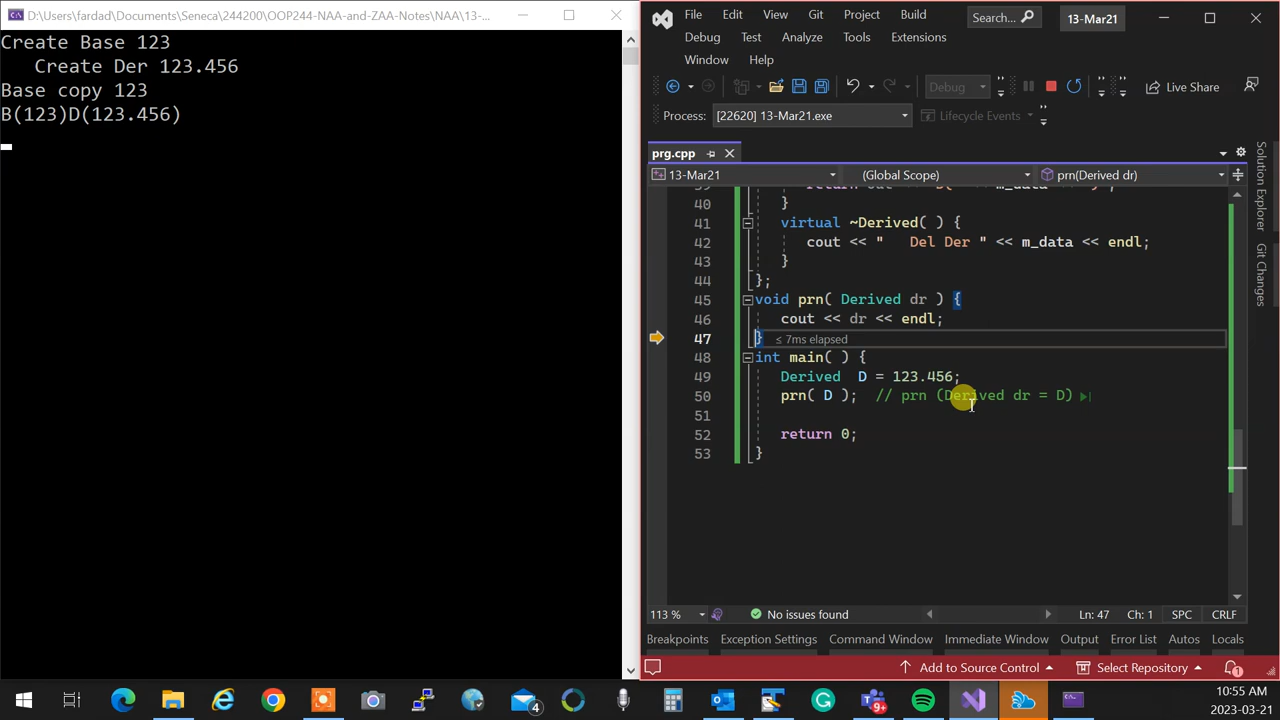 D:\Users\fardad\Documents\Seneca\244200\OOP244-NAA-and-ZAA-Notes\NAA\13-...
Create Base 123
   Create Der 123.456
Base copy 123
B(123)D(123.456)
File Edit View Git Project Build
Debug Test Analyze Tools Extensions
Window Help
Search...
13-Mar21
Debug
Live Share
Process: [22620] 13-Mar21.exe
Lifecycle Events
prg.cpp
13-Mar21 (Global Scope) prn(Derived dr)
40 }
41 virtual ~Derived( ) {
42 cout << "   Del Der " << m_data << endl;
43 }
44 };
45 void prn( Derived dr ) {
46 cout << dr << endl;
47 } ≤ 7ms elapsed
48 int main( ) {
49 Derived  D = 123.456;
50 prn( D );  // prn (Derived dr = D)
51
52 return 0;
53 }
Solution Explorer
Git Changes
113 % No issues found Ln: 47 Ch: 1 SPC CRLF
Breakpoints Exception Settings Command Window Immediate Window Output Error List Autos Locals
Add to Source Control Select Repository 1
4
9+
10:55 AM
2023-03-21